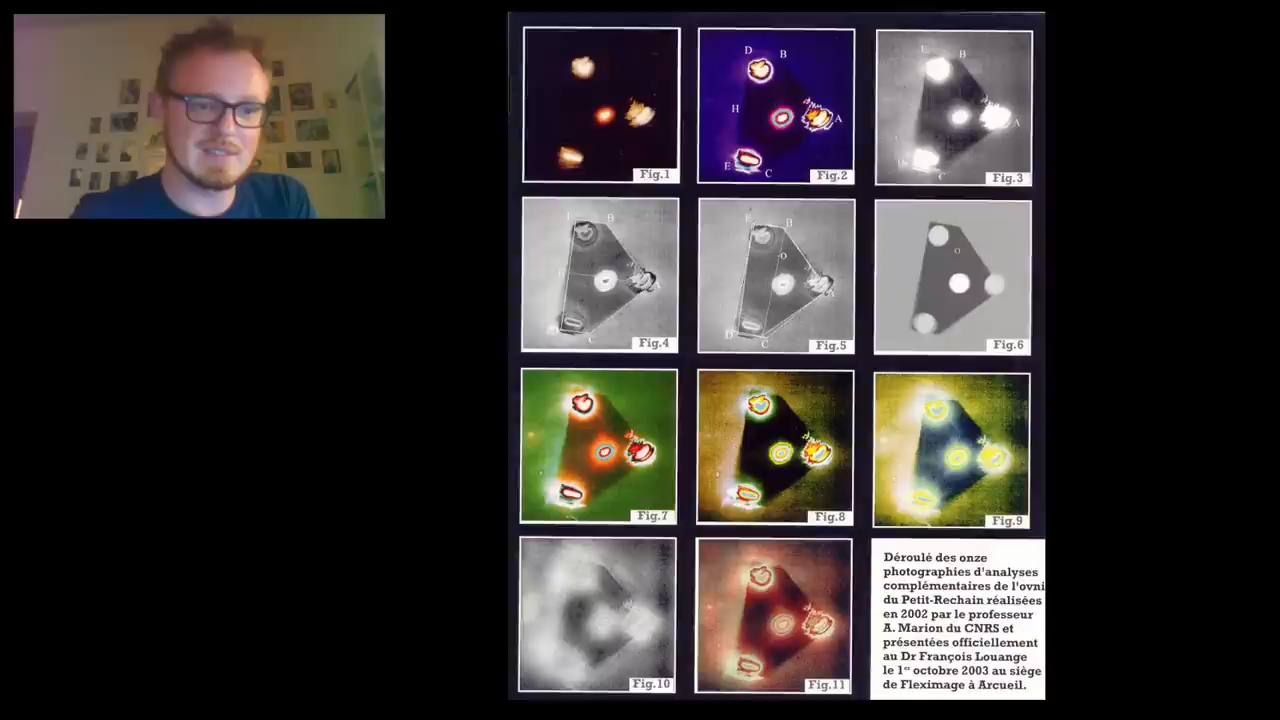 Fig.1
D B
H
A
E C
Fig.2
E B
A
C
Fig.3
B
A
C
Fig.4
B
O
D C
Fig.5
O
Fig.6
Fig.7
Fig.8
Fig.9
Fig.10
Fig.11
Déroulé des onze
photographies d'analyses
complémentaires de l'ovni
du Petit-Rechain réalisées
en 2002 par le professeur
A. Marion du CNRS et
présentées officiellement
au Dr François Louange
le 1er octobre 2003 au siège
de Fleximage à Arcueil.